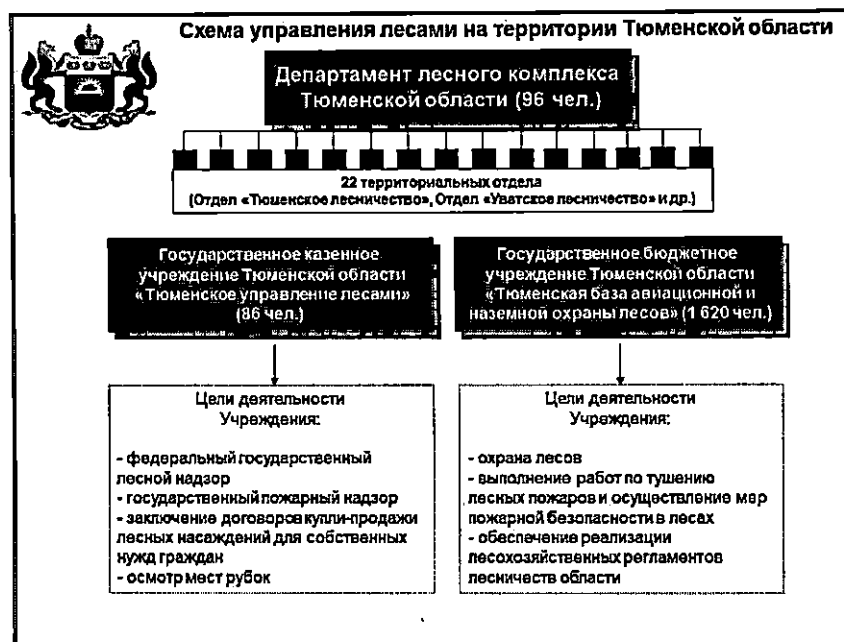 Схема управления лесами на территории Тюменской области
Департамент лесного комплекса
Тюменской области (96 чел.)
22 территориальных отдела
(Отдел «Тюменское лесничество», Отдел «Уватское лесничество» и др.)
Государственное казенное
учреждение Тюменской области
«Тюменское управление лесами»
(86 чел.)
Государственное бюджетное
учреждение Тюменской области
«Тюменская база авиационной и
наземной охраны лесов» (1 620 чел.)
Цели деятельности
Учреждения:
- федеральный государственный
лесной надзор
- государственный пожарный надзор
- заключение договоров купли-продажи
лесных насаждений для собственных
нужд граждан
- осмотр мест рубок
Цели деятельности
Учреждения:
- охрана лесов
- выполнение работ по тушению
лесных пожаров и осуществление мер
пожарной безопасности в лесах
- обеспечение реализации
лесохозяйственных регламентов
лесничеств области